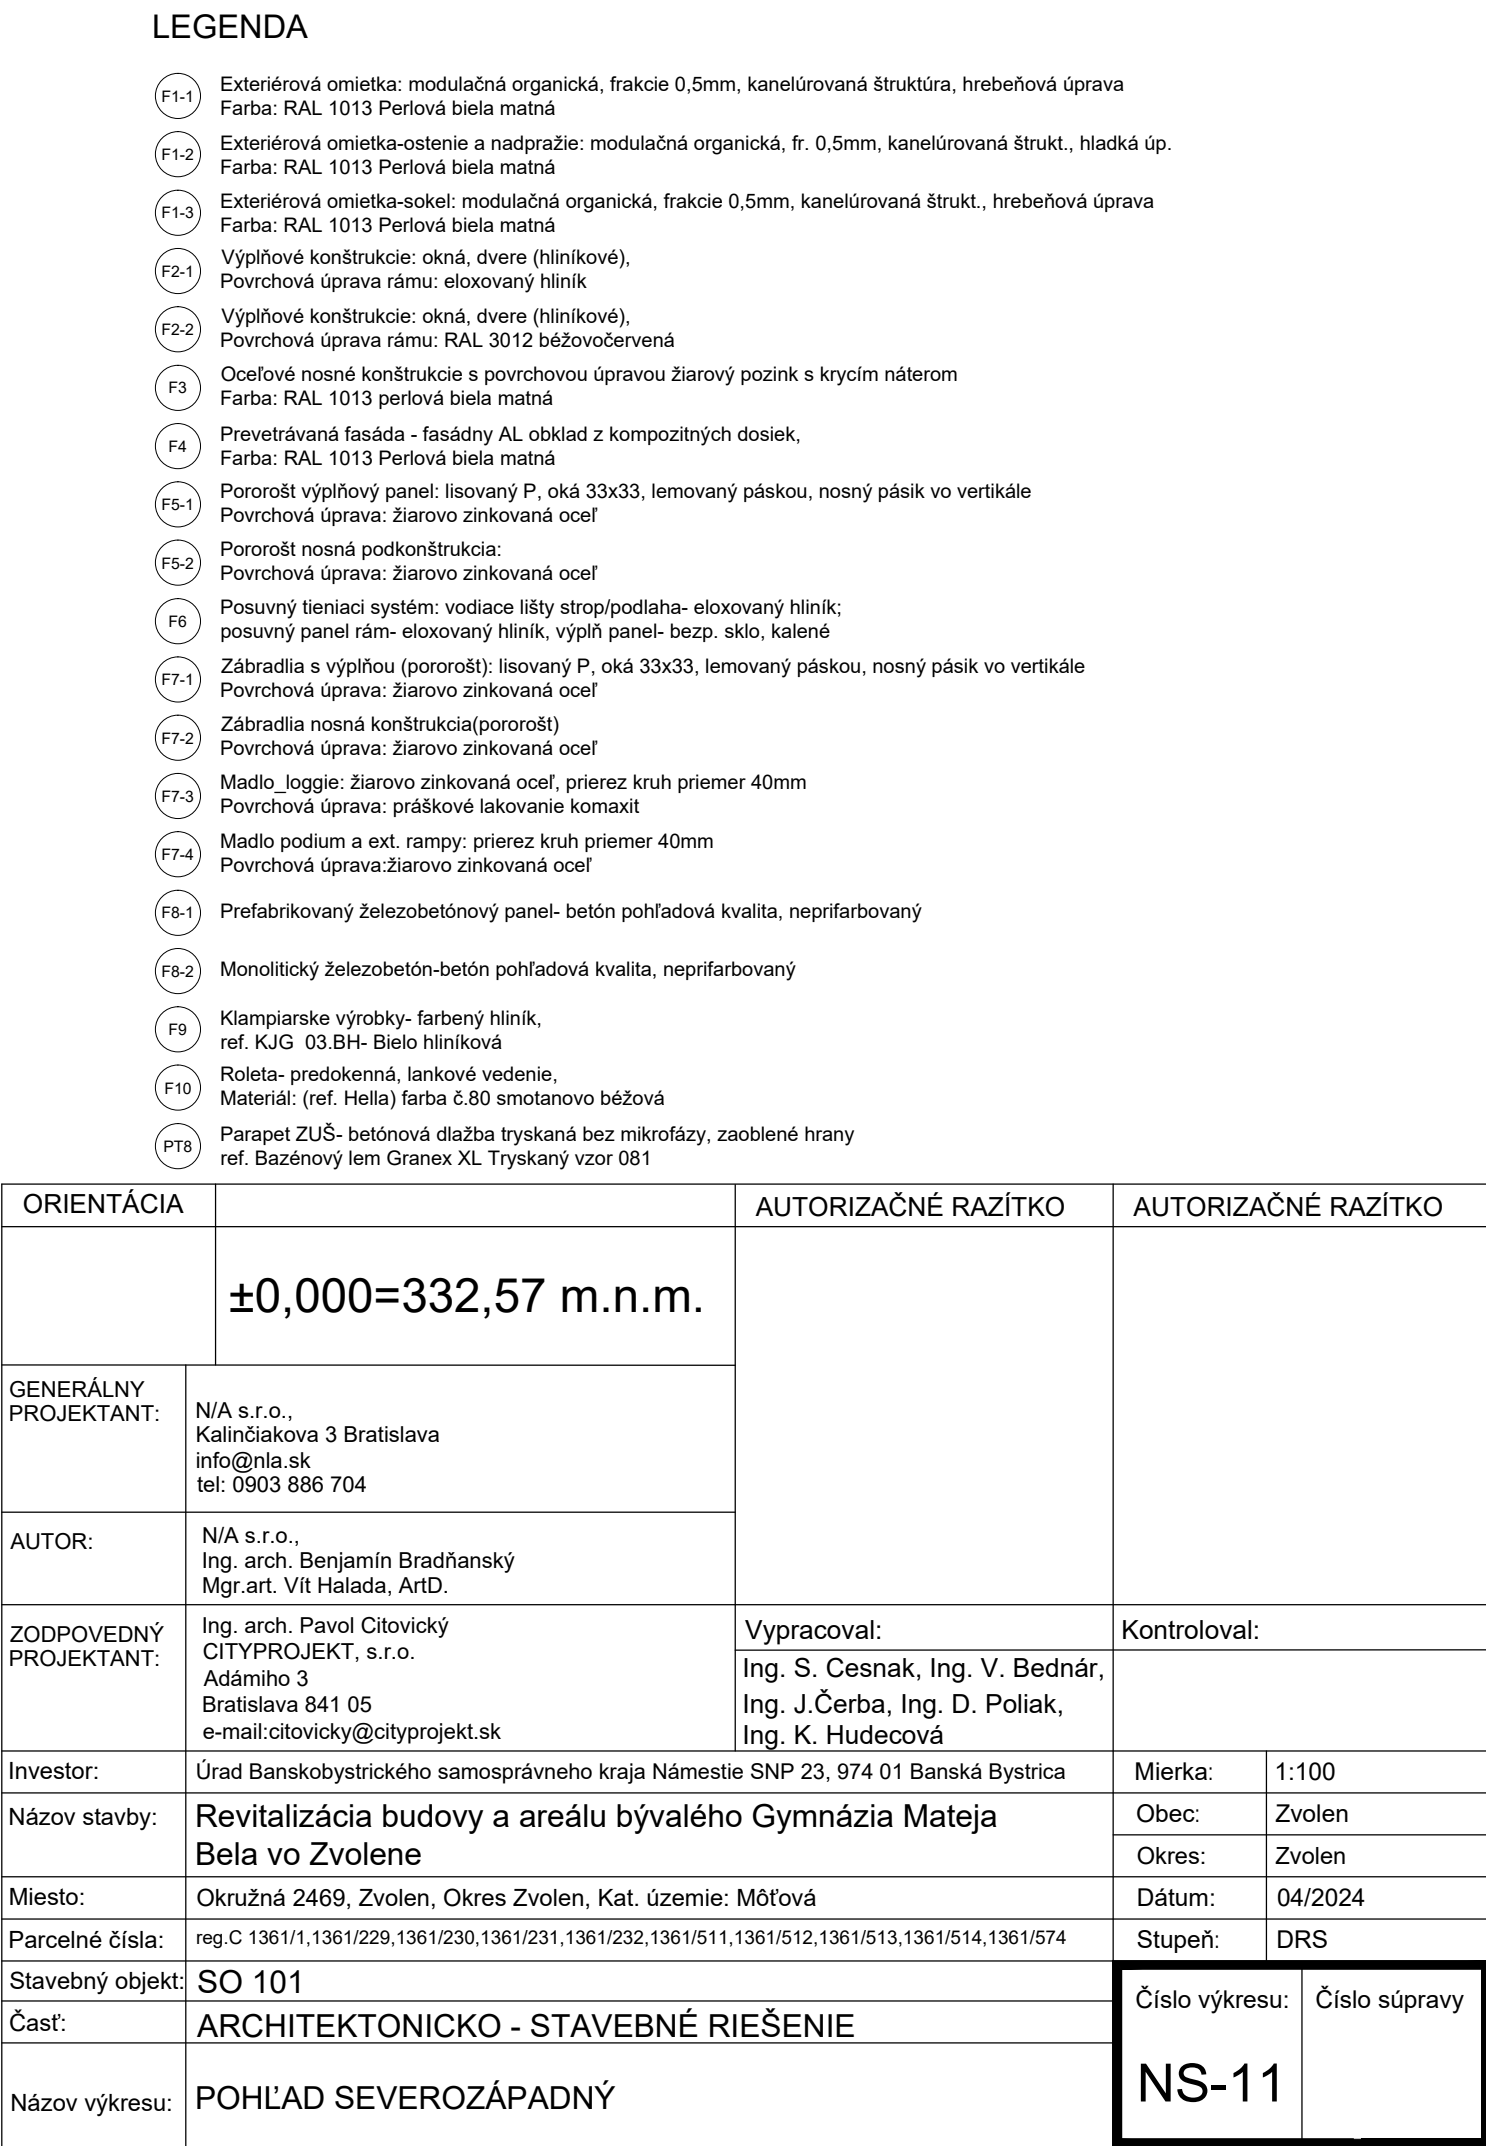 LEGENDA
F1-1 Exteriérová omietka: modulačná organická, frakcie 0,5mm, kanelúrovaná štruktúra, hrebeňová úprava
Farba: RAL 1013 Perlová biela matná
F1-2 Exteriérová omietka-ostenie a nadpražie: modulačná organická, fr. 0,5mm, kanelúrovaná štrukt., hladká úp.
Farba: RAL 1013 Perlová biela matná
F1-3 Exteriérová omietka-sokel: modulačná organická, frakcie 0,5mm, kanelúrovaná štrukt., hrebeňová úprava
Farba: RAL 1013 Perlová biela matná
F2-1 Výplňové konštrukcie: okná, dvere (hliníkové),
Povrchová úprava rámu: eloxovaný hliník
F2-2 Výplňové konštrukcie: okná, dvere (hliníkové),
Povrchová úprava rámu: RAL 3012 béžovočervená
F3 Oceľové nosné konštrukcie s povrchovou úpravou žiarový pozink s krycím náterom
Farba: RAL 1013 perlová biela matná
F4 Prevetrávaná fasáda - fasádny AL obklad z kompozitných dosiek,
Farba: RAL 1013 Perlová biela matná
F5-1 Pororošt výplňový panel: lisovaný P, oká 33x33, lemovaný páskou, nosný pásik vo vertikále
Povrchová úprava: žiarovo zinkovaná oceľ
F5-2 Pororošt nosná podkonštrukcia:
Povrchová úprava: žiarovo zinkovaná oceľ
F6 Posuvný tieniaci systém: vodiace lišty strop/podlaha- eloxovaný hliník;
posuvný panel rám- eloxovaný hliník, výplň panel- bezp. sklo, kalené
F7-1 Zábradlia s výplňou (pororošt): lisovaný P, oká 33x33, lemovaný páskou, nosný pásik vo vertikále
Povrchová úprava: žiarovo zinkovaná oceľ
F7-2 Zábradlia nosná konštrukcia(pororošt)
Povrchová úprava: žiarovo zinkovaná oceľ
F7-3 Madlo_loggie: žiarovo zinkovaná oceľ, prierez kruh priemer 40mm
Povrchová úprava: práškové lakovanie komaxit
F7-4 Madlo podium a ext. rampy: prierez kruh priemer 40mm
Povrchová úprava:žiarovo zinkovaná oceľ
F8-1 Prefabrikovaný železobetónový panel- betón pohľadová kvalita, neprifarbovaný
F8-2 Monolitický železobetón-betón pohľadová kvalita, neprifarbovaný
F9 Klampiarske výrobky- farbený hliník,
ref. KJG 03.BH- Bielo hliníková
F10 Roleta- predokenná, lankové vedenie,
Materiál: (ref. Hella) farba č.80 smotanovo béžová
PT8 Parapet ZUŠ- betónová dlažba tryskaná bez mikrofázy, zaoblené hrany
ref. Bazénový lem Granex XL Tryskaný vzor 081
ORIENTÁCIA
AUTORIZAČNÉ RAZÍTKO
AUTORIZAČNÉ RAZÍTKO
±0,000=332,57 m.n.m.
GENERÁLNY
PROJEKTANT:
N/A s.r.o.,
Kalinčiakova 3 Bratislava
info@nla.sk
tel: 0903 886 704
AUTOR:
N/A s.r.o.,
Ing. arch. Benjamín Bradňanský
Mgr.art. Vít Halada, ArtD.
ZODPOVEDNÝ
PROJEKTANT:
Ing. arch. Pavol Citovický
CITYPROJEKT, s.r.o.
Adámiho 3
Bratislava 841 05
e-mail:citovicky@cityprojekt.sk
Vypracoval:
Ing. S. Cesnak, Ing. V. Bednár,
Ing. J.Čerba, Ing. D. Poliak,
Ing. K. Hudecová
Kontroloval:
Investor: Úrad Banskobystrického samosprávneho kraja Námestie SNP 23, 974 01 Banská Bystrica
Mierka: 1:100
Názov stavby: Revitalizácia budovy a areálu bývalého Gymnázia Mateja
Bela vo Zvolene
Obec: Zvolen
Okres: Zvolen
Miesto: Okružná 2469, Zvolen, Okres Zvolen, Kat. územie: Môťová
Dátum: 04/2024
Parcelné čísla: reg.C 1361/1,1361/229,1361/230,1361/231,1361/232,1361/511,1361/512,1361/513,1361/514,1361/574
Stupeň: DRS
Stavebný objekt: SO 101
Časť: ARCHITEKTONICKO - STAVEBNÉ RIEŠENIE
Názov výkresu: POHĽAD SEVEROZÁPADNÝ
Číslo výkresu:
NS-11
Číslo súpravy